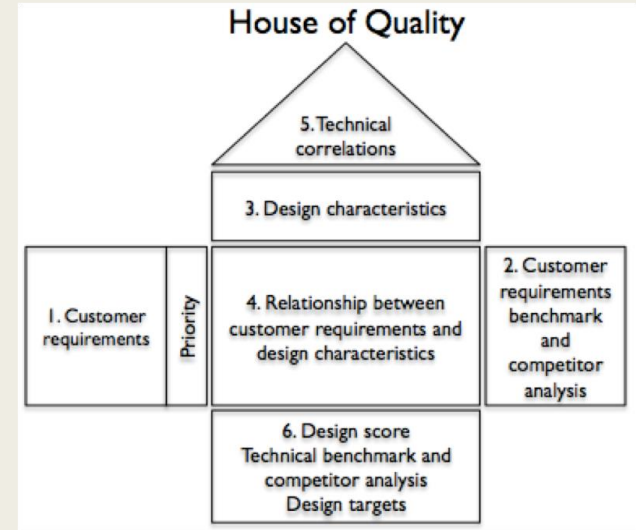 House of Quality
5. Technical
correlations
3. Design characteristics
1. Customer
requirements
Priority
4. Relationship between
customer requirements and
design characteristics
2. Customer
requirements
benchmark
and
competitor
analysis
6. Design score
Technical benchmark and
competitor analysis
Design targets